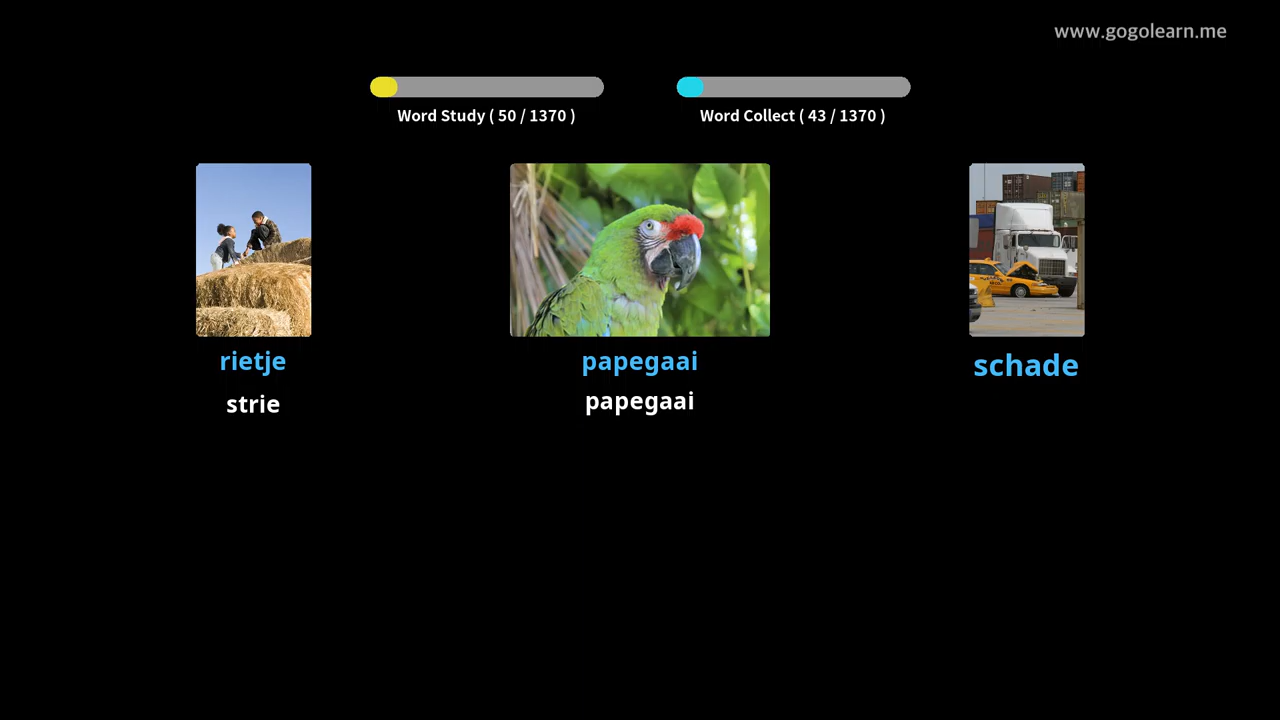 www.gogolearn.me
Word Study ( 50 / 1370 )
Word Collect ( 43 / 1370 )
rietje
strie
papegaai
papegaai
schade